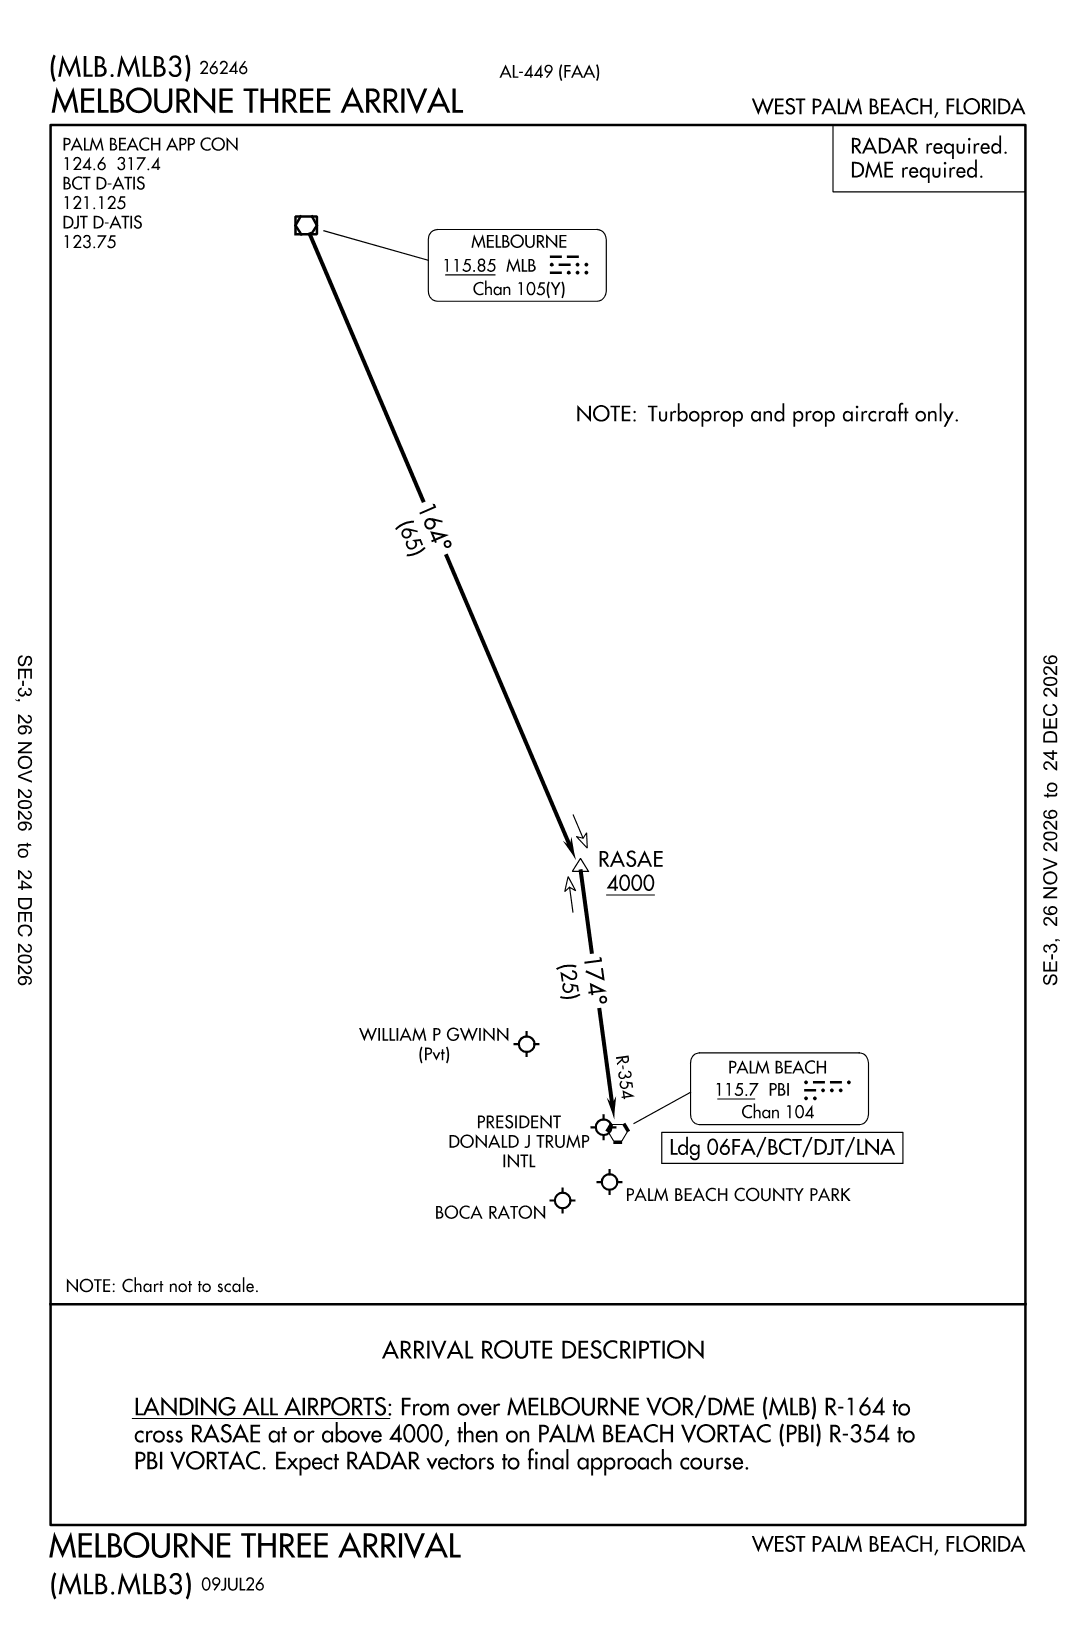 (MLB.MLB3) 26246
AL-449 (FAA)
MELBOURNE THREE ARRIVAL
WEST PALM BEACH, FLORIDA
PALM BEACH APP CON
124.6 317.4
BCT D-ATIS
121.125
DJT D-ATIS
123.75
RADAR required.
DME required.
MELBOURNE
115.85 MLB
Chan 105(Y)
NOTE: Turboprop and prop aircraft only.
164°
(65)
SE-3, 26 NOV 2026 to 24 DEC 2026
SE-3, 26 NOV 2026 to 24 DEC 2026
RASAE
4000
174°
(25)
WILLIAM P GWINN
(Pvt)
R-354
PALM BEACH
115.7 PBI
Chan 104
PRESIDENT
DONALD J TRUMP
INTL
Ldg 06FA/BCT/DJT/LNA
PALM BEACH COUNTY PARK
BOCA RATON
NOTE: Chart not to scale.
ARRIVAL ROUTE DESCRIPTION
LANDING ALL AIRPORTS: From over MELBOURNE VOR/DME (MLB) R-164 to
cross RASAE at or above 4000, then on PALM BEACH VORTAC (PBI) R-354 to
PBI VORTAC. Expect RADAR vectors to final approach course.
MELBOURNE THREE ARRIVAL
WEST PALM BEACH, FLORIDA
(MLB.MLB3) 09JUL26